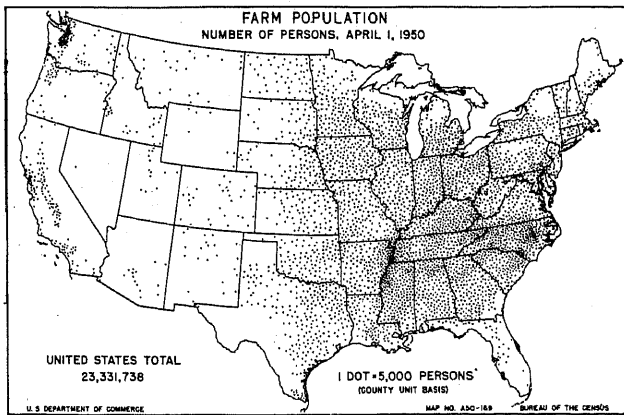 FARM POPULATION
NUMBER OF PERSONS, APRIL 1, 1950
UNITED STATES TOTAL
23,331,738
1 DOT=5,000 PERSONS
(COUNTY UNIT BASIS)
U. S DEPARTMENT OF COMMERCE
MAP NO. A50-169
BUREAU OF THE CENSUS